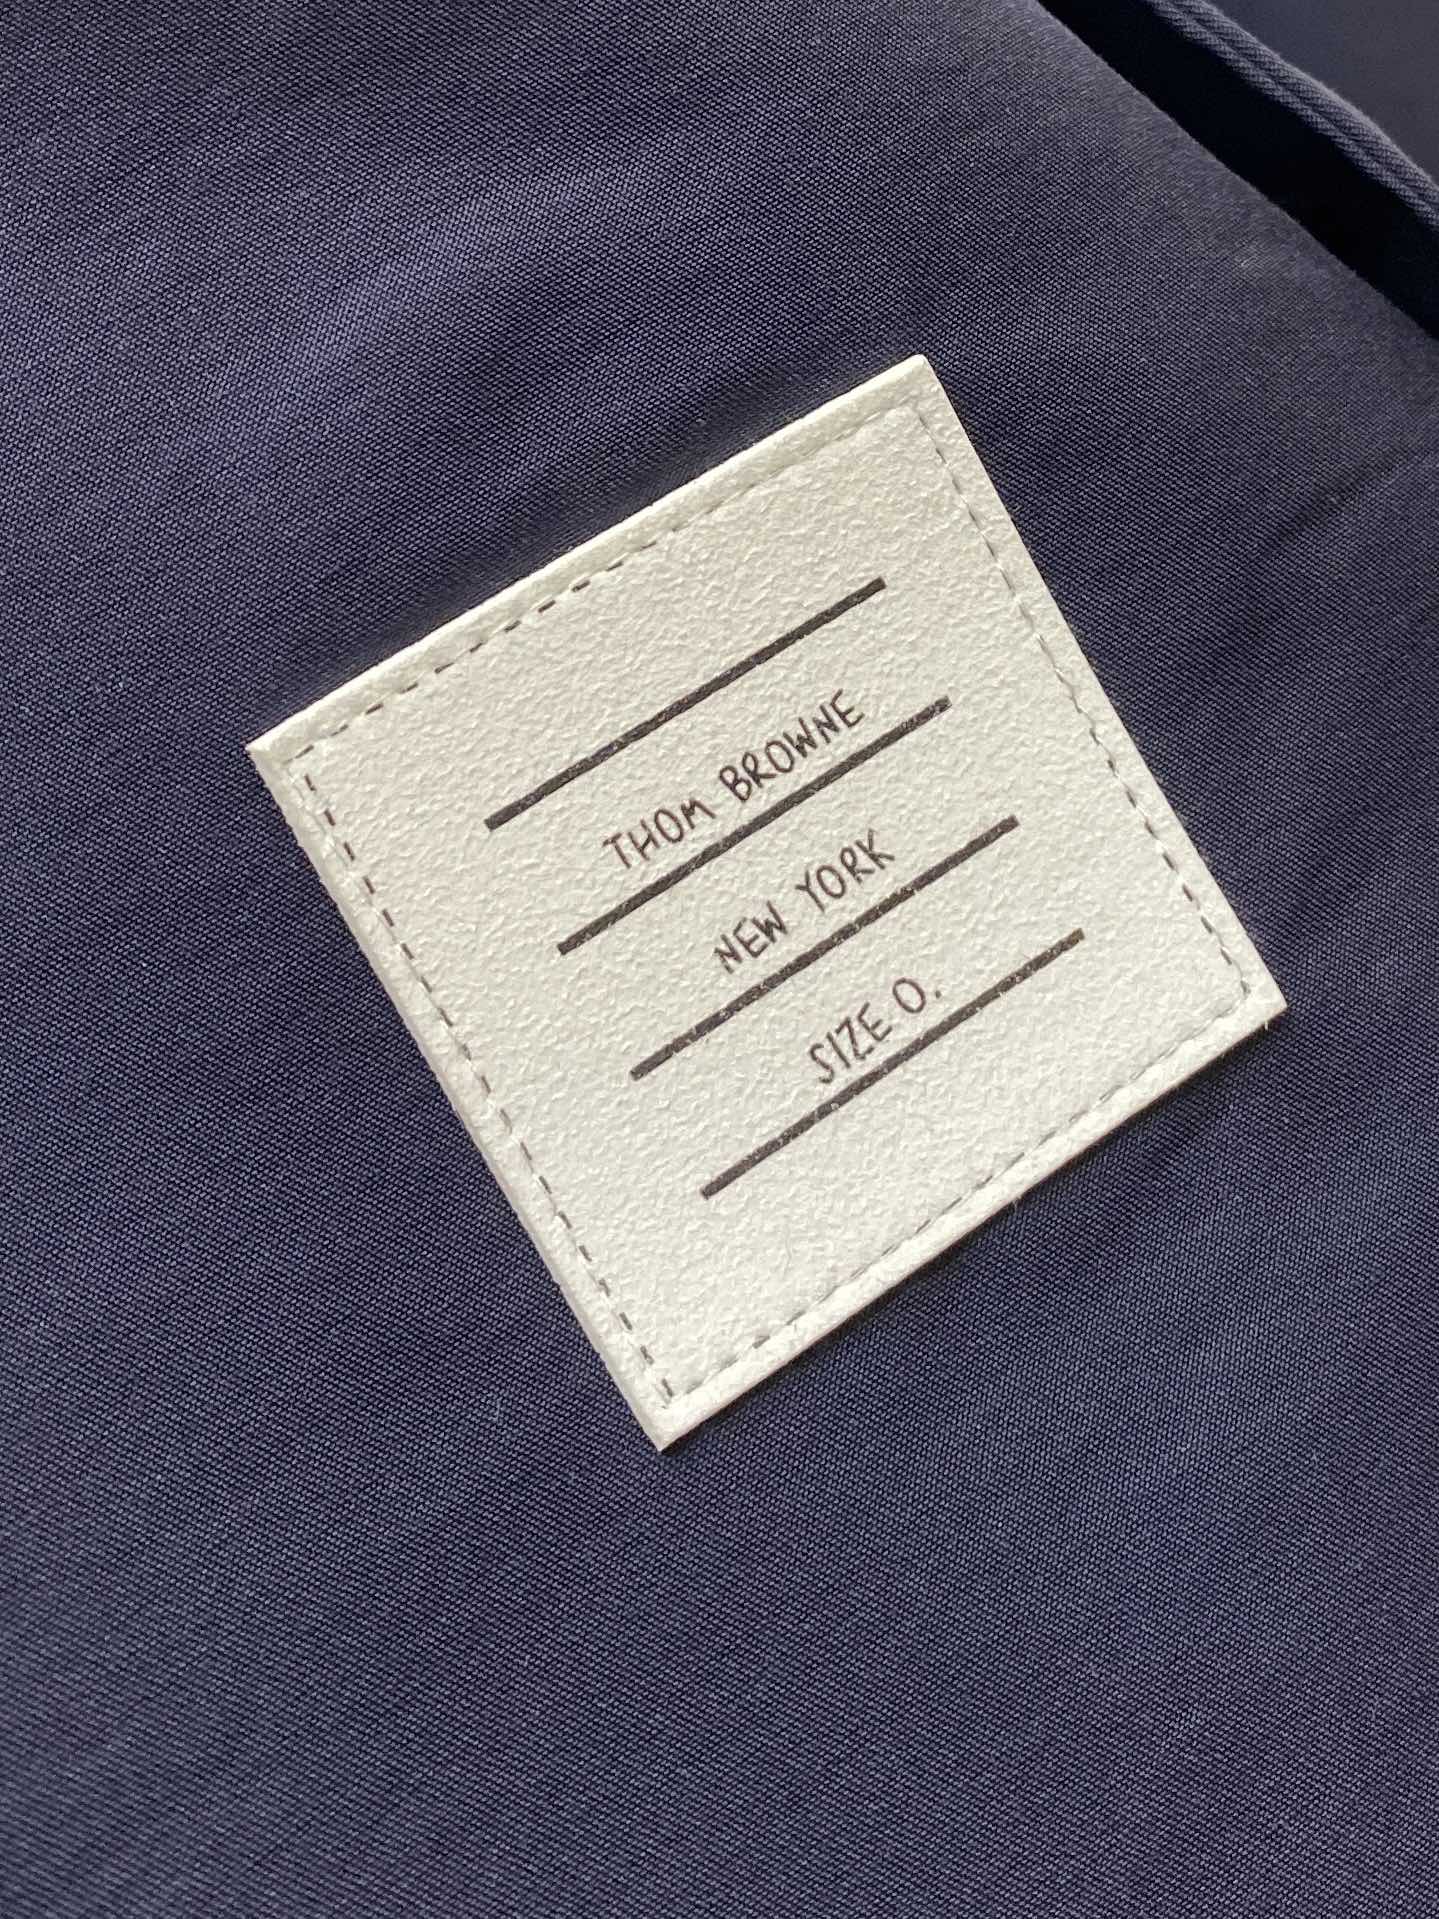 THOM BROWNE
NEW YORK
SIZE 0.